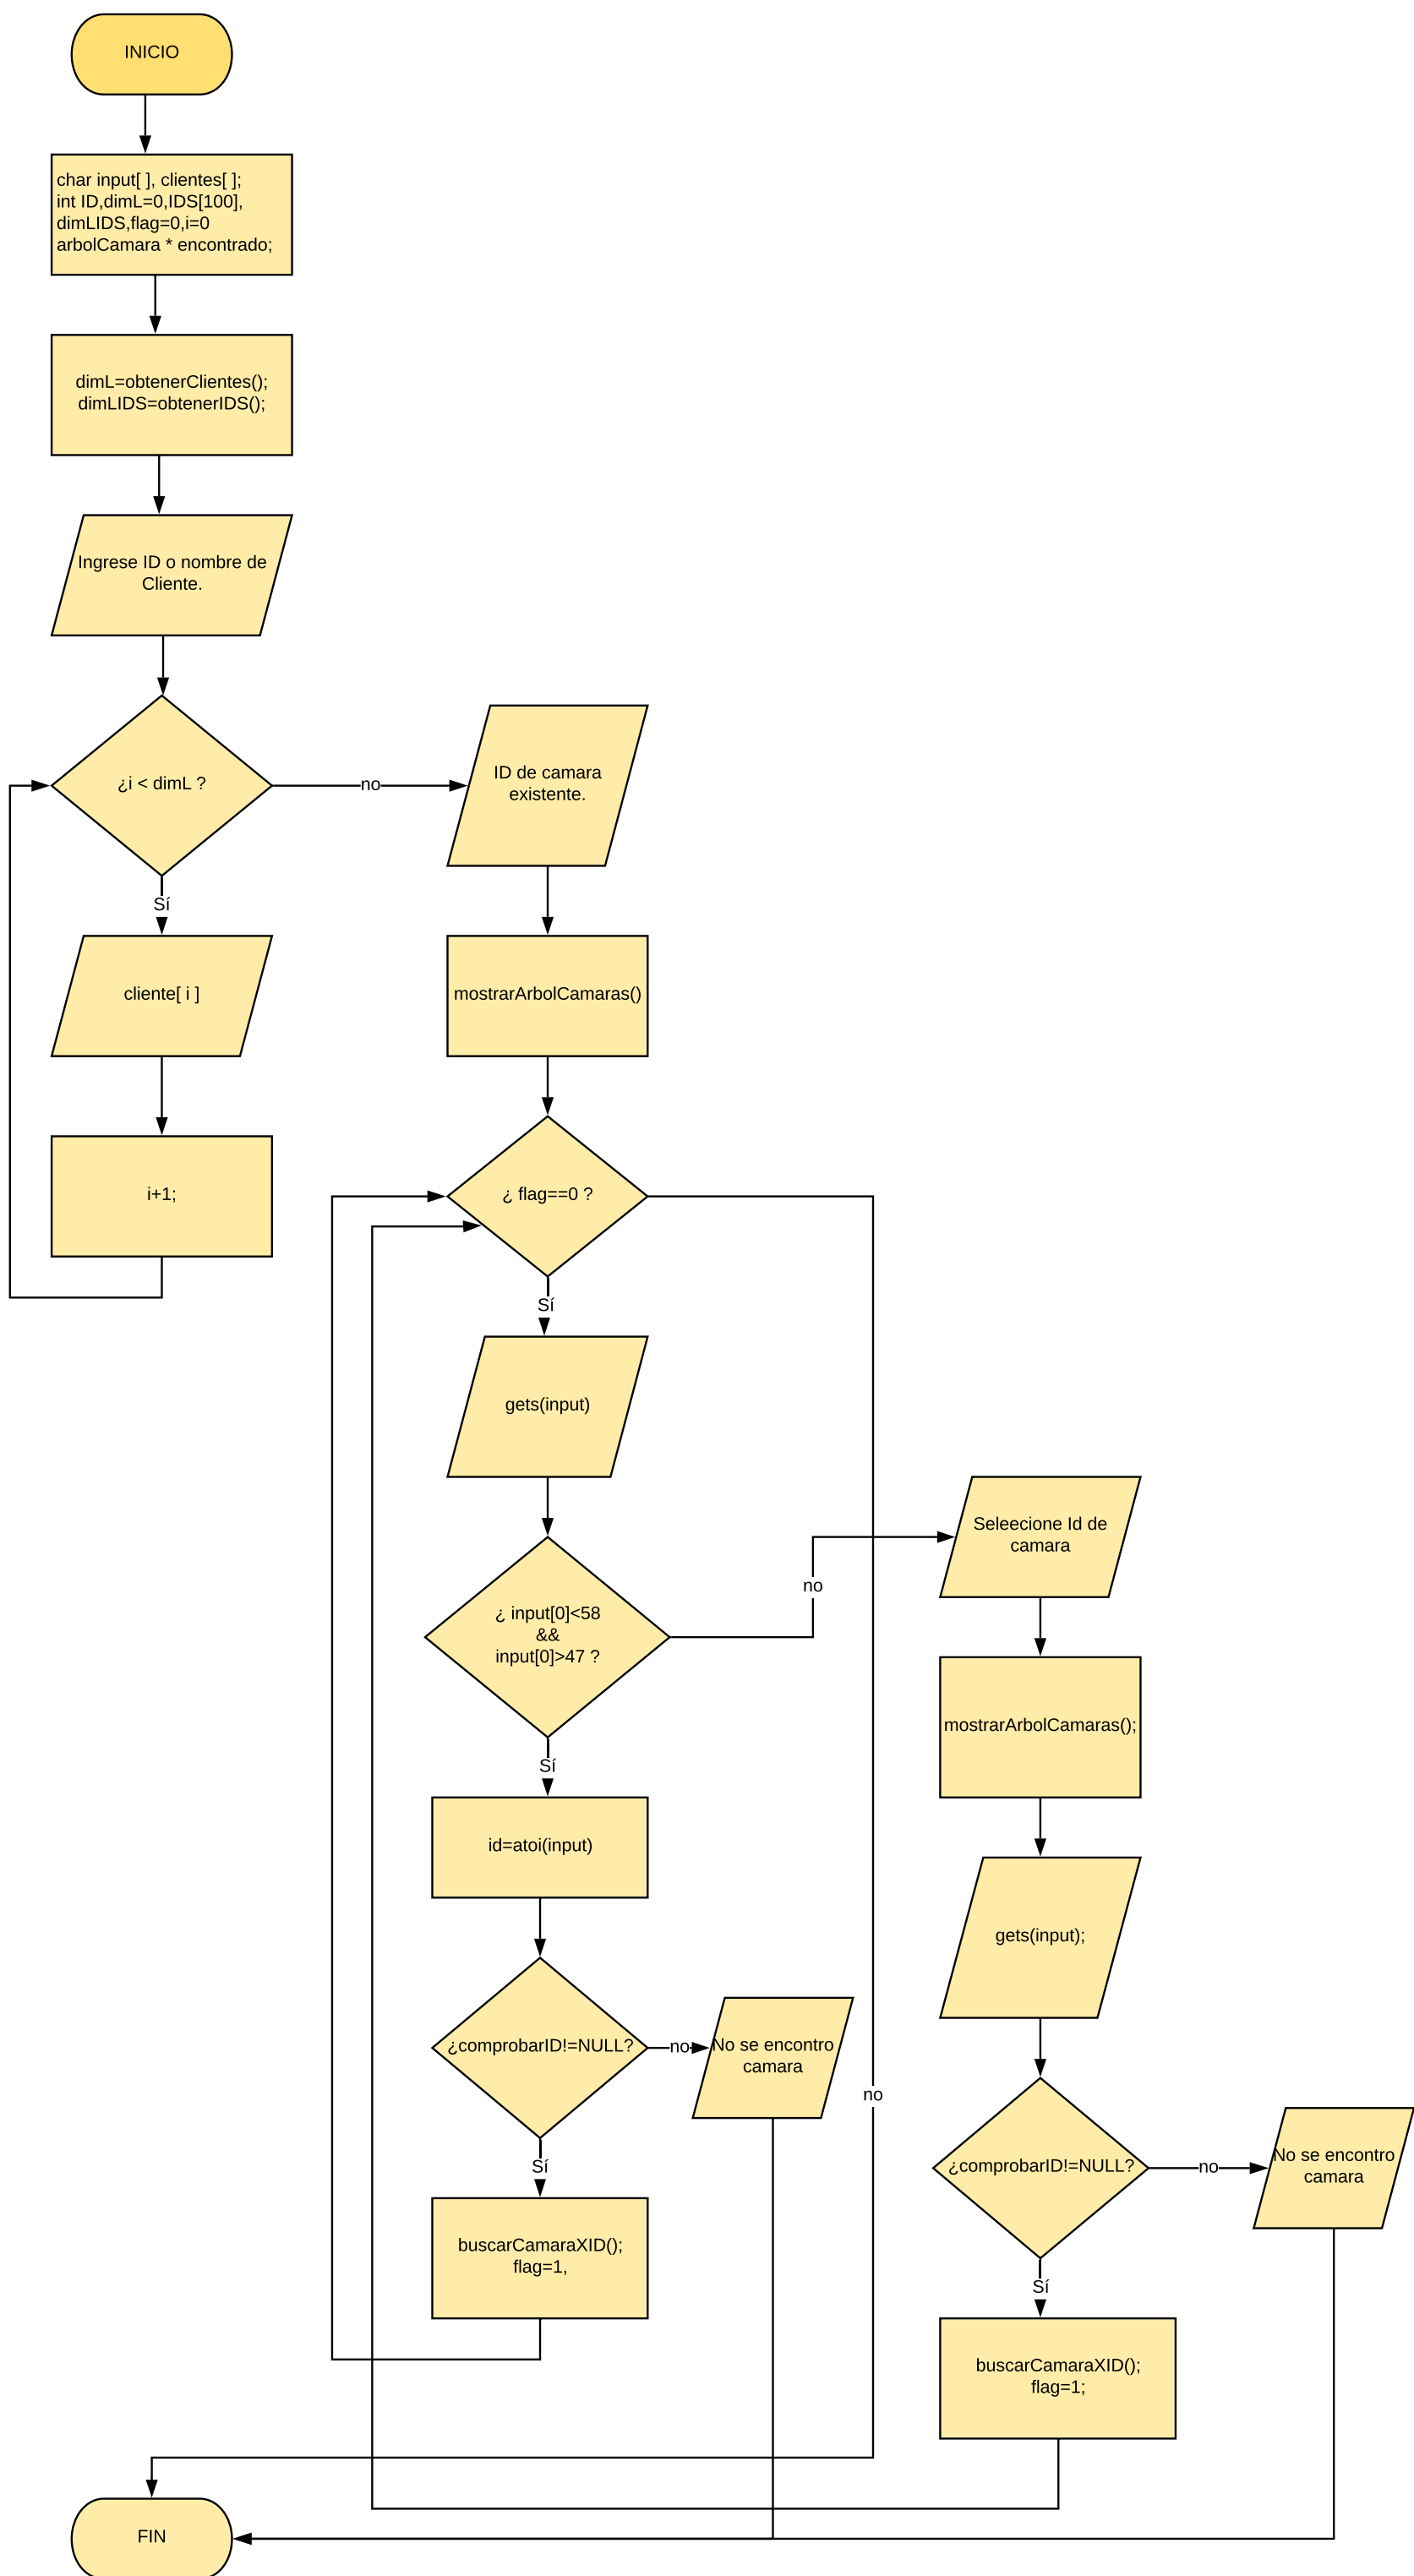 INICIO
char input[ ], clientes[ ];
int ID,dimL=0,IDS[100],
dimLIDS,flag=0,i=0
arbolCamara * encontrado;
dimL=obtenerClientes();
dimLIDS=obtenerIDS();
Ingrese ID o nombre de
Cliente.
¿i < dimL ?
no
Sí
cliente[ i ]
i+1;
ID de camara
existente.
mostrarArbolCamaras()
¿ flag==0 ?
no
Sí
gets(input)
¿ input[0]<58
&&
input[0]>47 ?
no
Sí
id=atoi(input)
¿comprobarID!=NULL?
no
No se encontro
camara
Sí
buscarCamaraXID();
flag=1,
Seleecione Id de
camara
mostrarArbolCamaras();
gets(input);
¿comprobarID!=NULL?
no
No se encontro
camara
Sí
buscarCamaraXID();
flag=1;
FIN